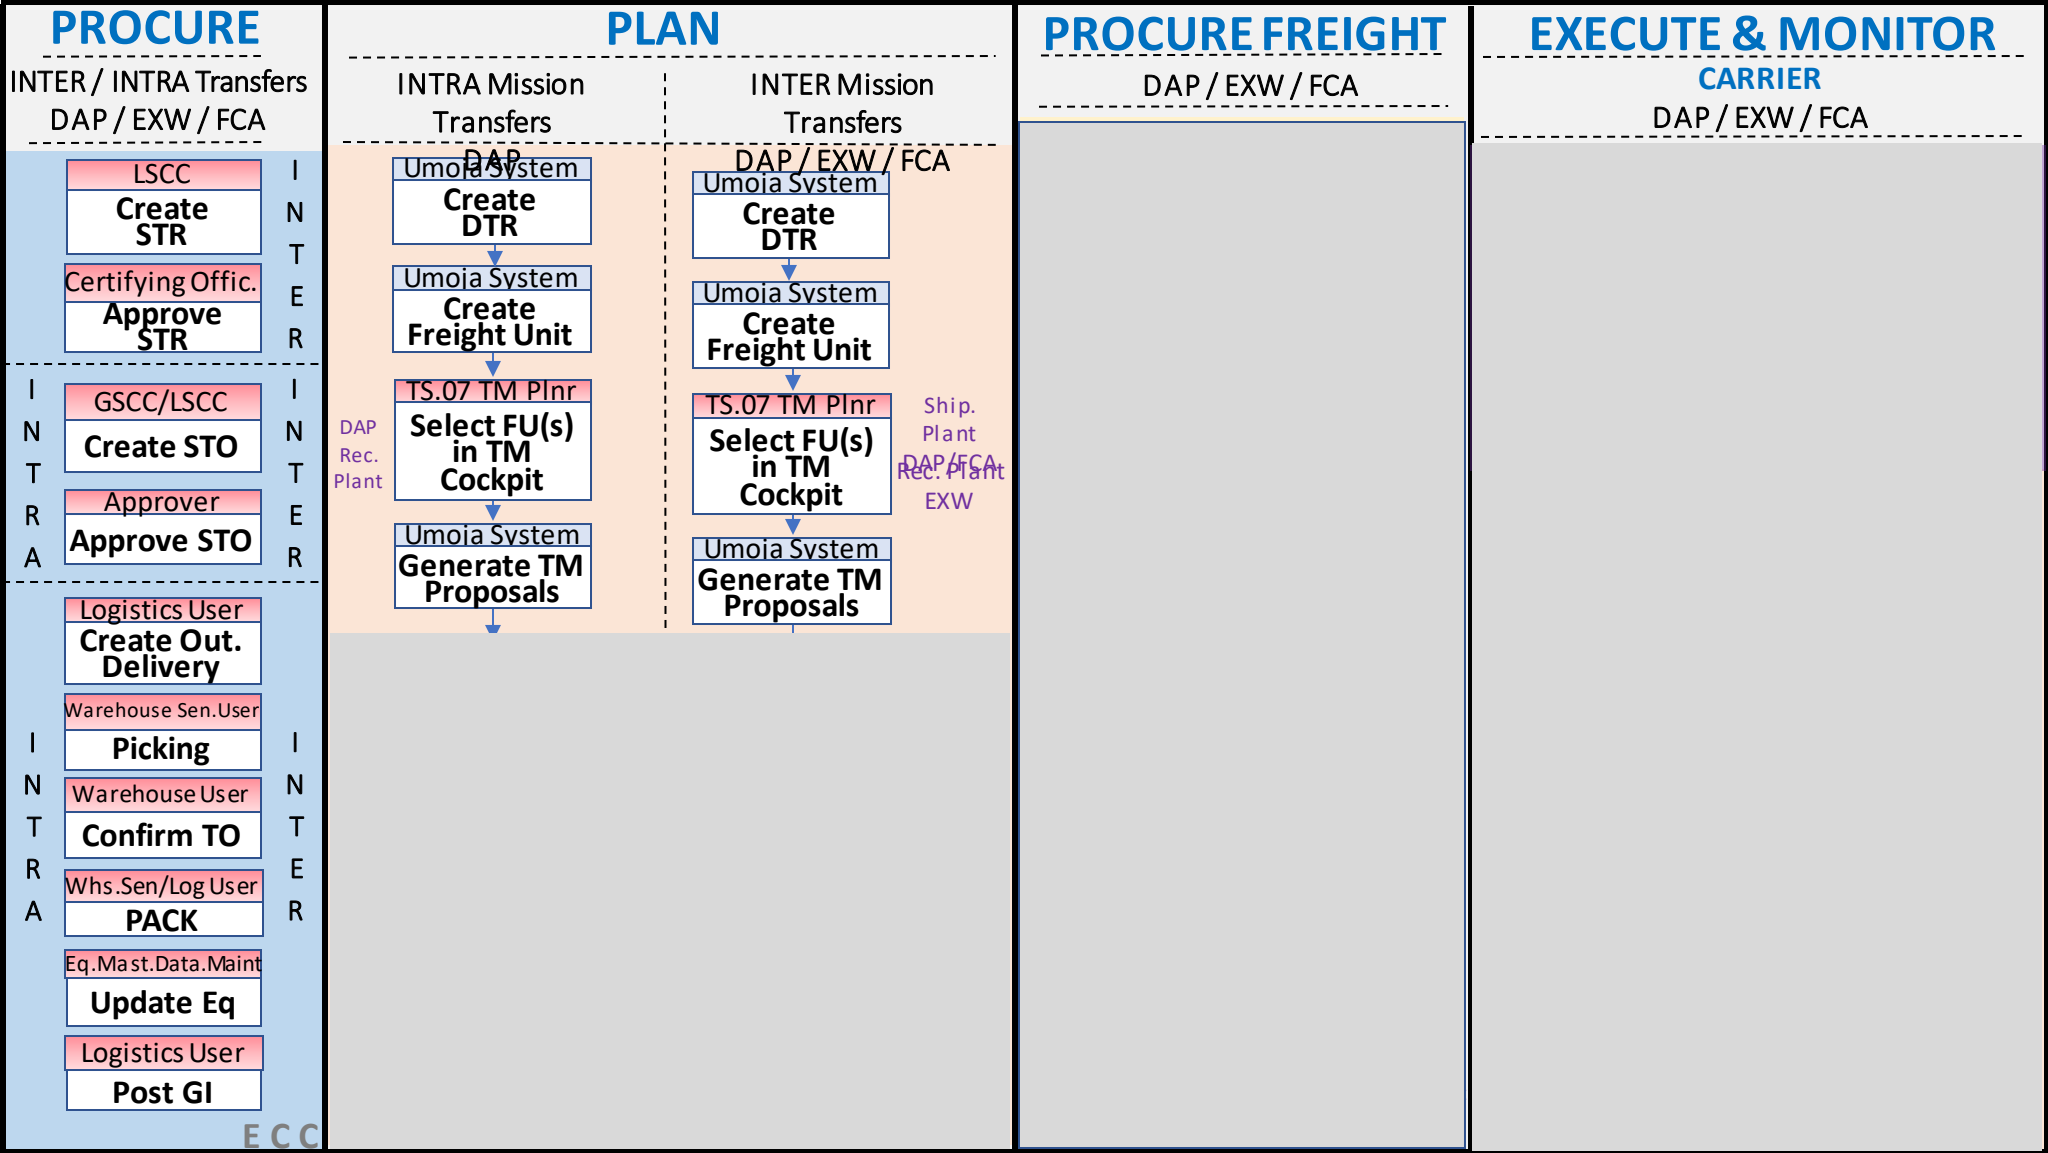 PROCURE
INTER / INTRA Transfers
DAP / EXW / FCA
I
N
T
E
R
LSCC
Create
STR
Certifying Offic.
Approve
STR
I
N
T
R
A
I
N
T
E
R
GSCC/LSCC
Create STO
Approver
Approve STO
Logistics User
Create Out.
Delivery
Warehouse Sen.User
Picking
I
N
T
R
A
I
N
T
E
R
Warehouse User
Confirm TO
Whs.Sen/Log User
PACK
Eq.Mast.Data.Maint
Update Eq
Logistics User
Post GI
ECC
PLAN
INTRA Mission
Transfers
DAP
Umoja System
Create
DTR
Umoja System
Create
Freight Unit
TS.07 TM Plnr
Select FU(s)
in TM
Cockpit
DAP
Rec.
Plant
Umoja System
Generate TM
Proposals
INTER Mission
Transfers
DAP / EXW / FCA
Umoja System
Create
DTR
Umoja System
Create
Freight Unit
TS.07 TM Plnr
Select FU(s)
in TM
Cockpit
Ship.
Plant
DAP/FCA
Rec. Plant
EXW
Umoja System
Generate TM
Proposals
PROCURE FREIGHT
DAP / EXW / FCA
EXECUTE & MONITOR
CARRIER
DAP / EXW / FCA